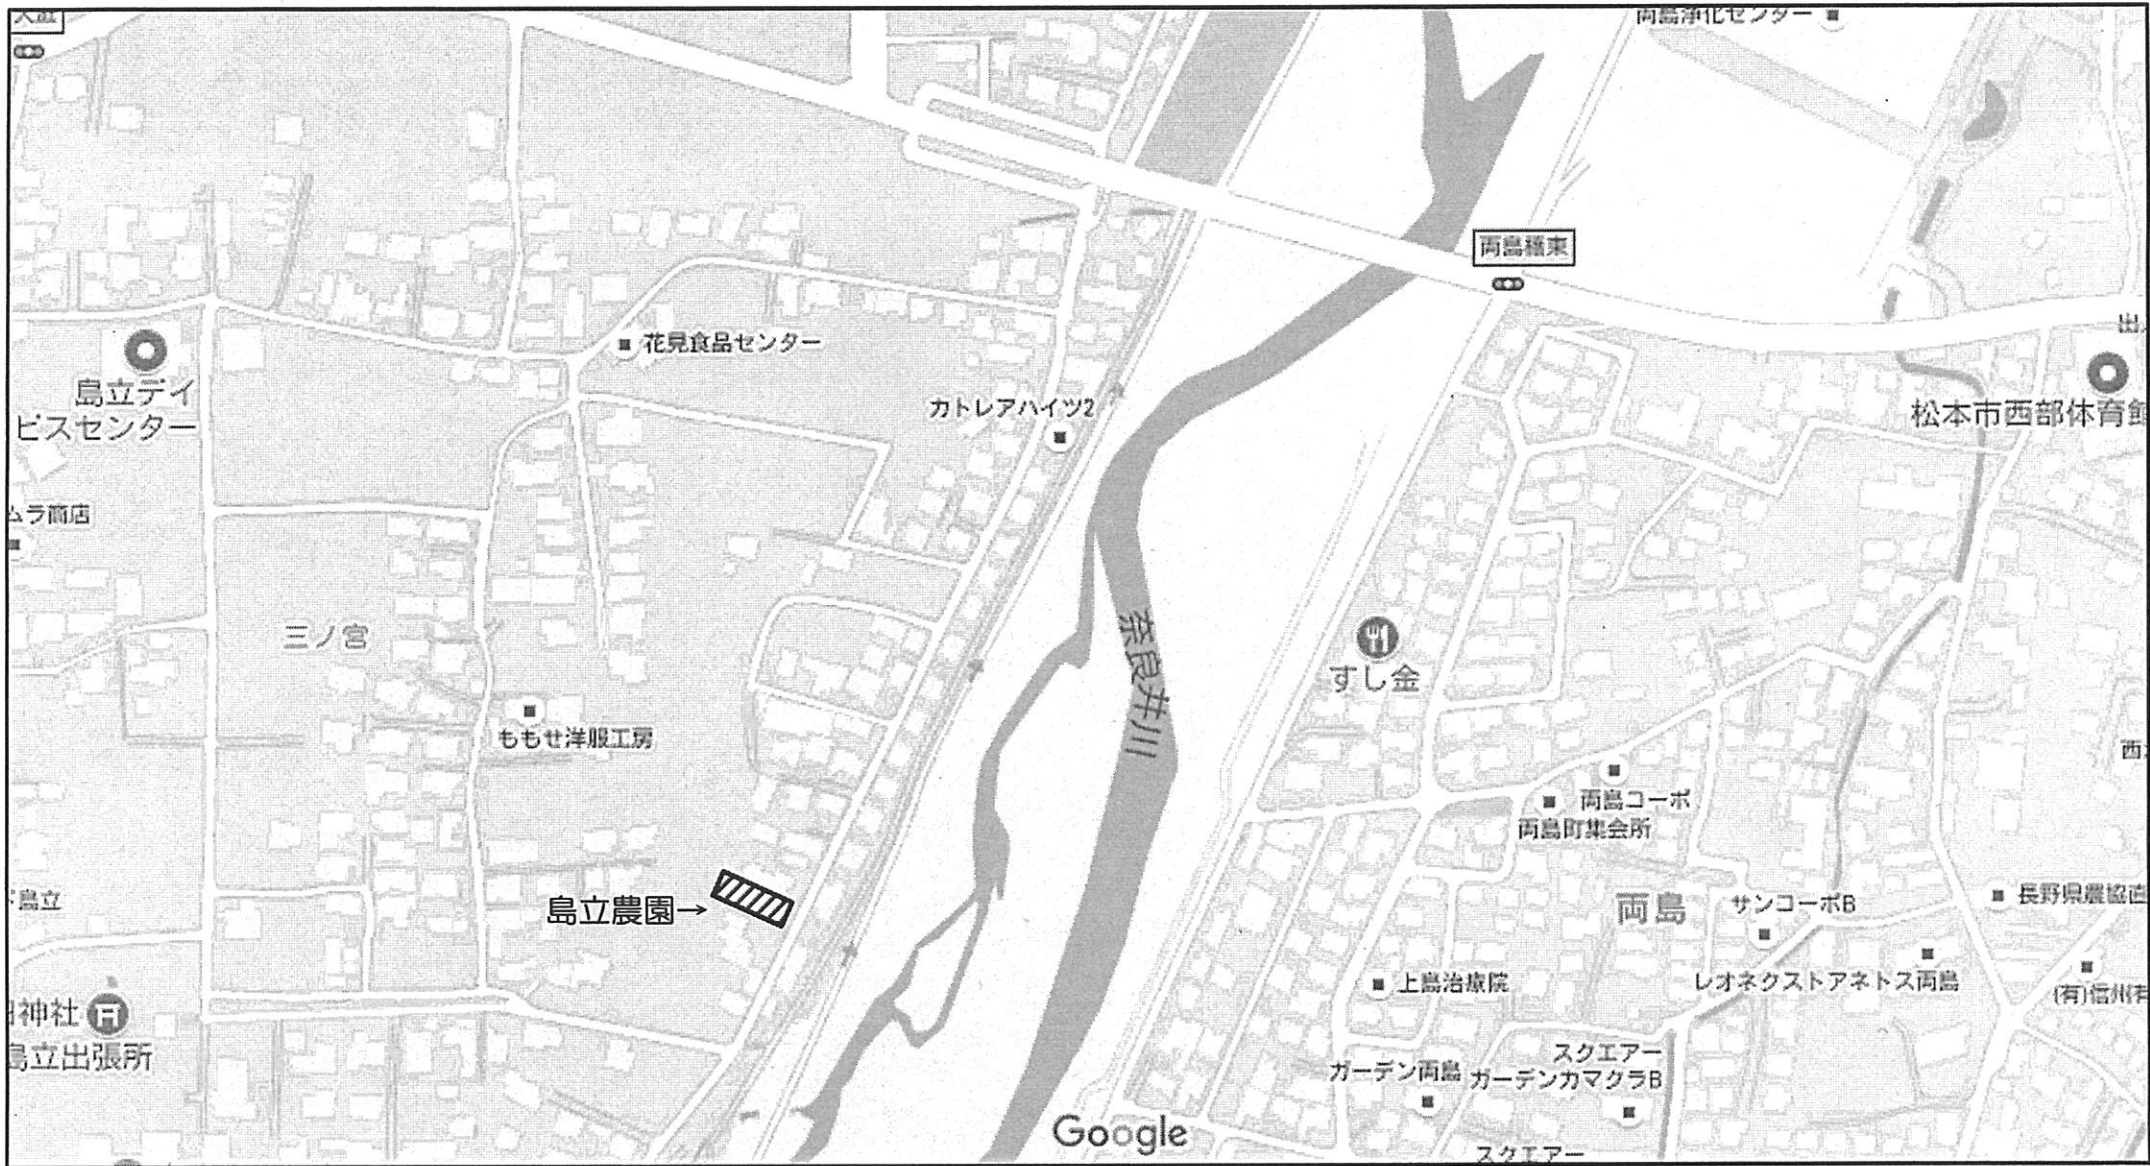 両島浄化センター
両島橋東
花見食品センター
島立デイ
ビスセンター
カトレアハイツ2
松本市西部体育館
ムラ商店
三ノ宮
奈良井川
すし金
ももせ洋服工房
西
両島コーポ
両島町集会所
島立
島立農園→
両島
サンコーポB
長野県農協直
上島治療院
レオネクストアネトス両島
(有)信州有
神社
島立出張所
スクエアー
ガーデンカマクラB
ガーデン両島
Google
スクエアー